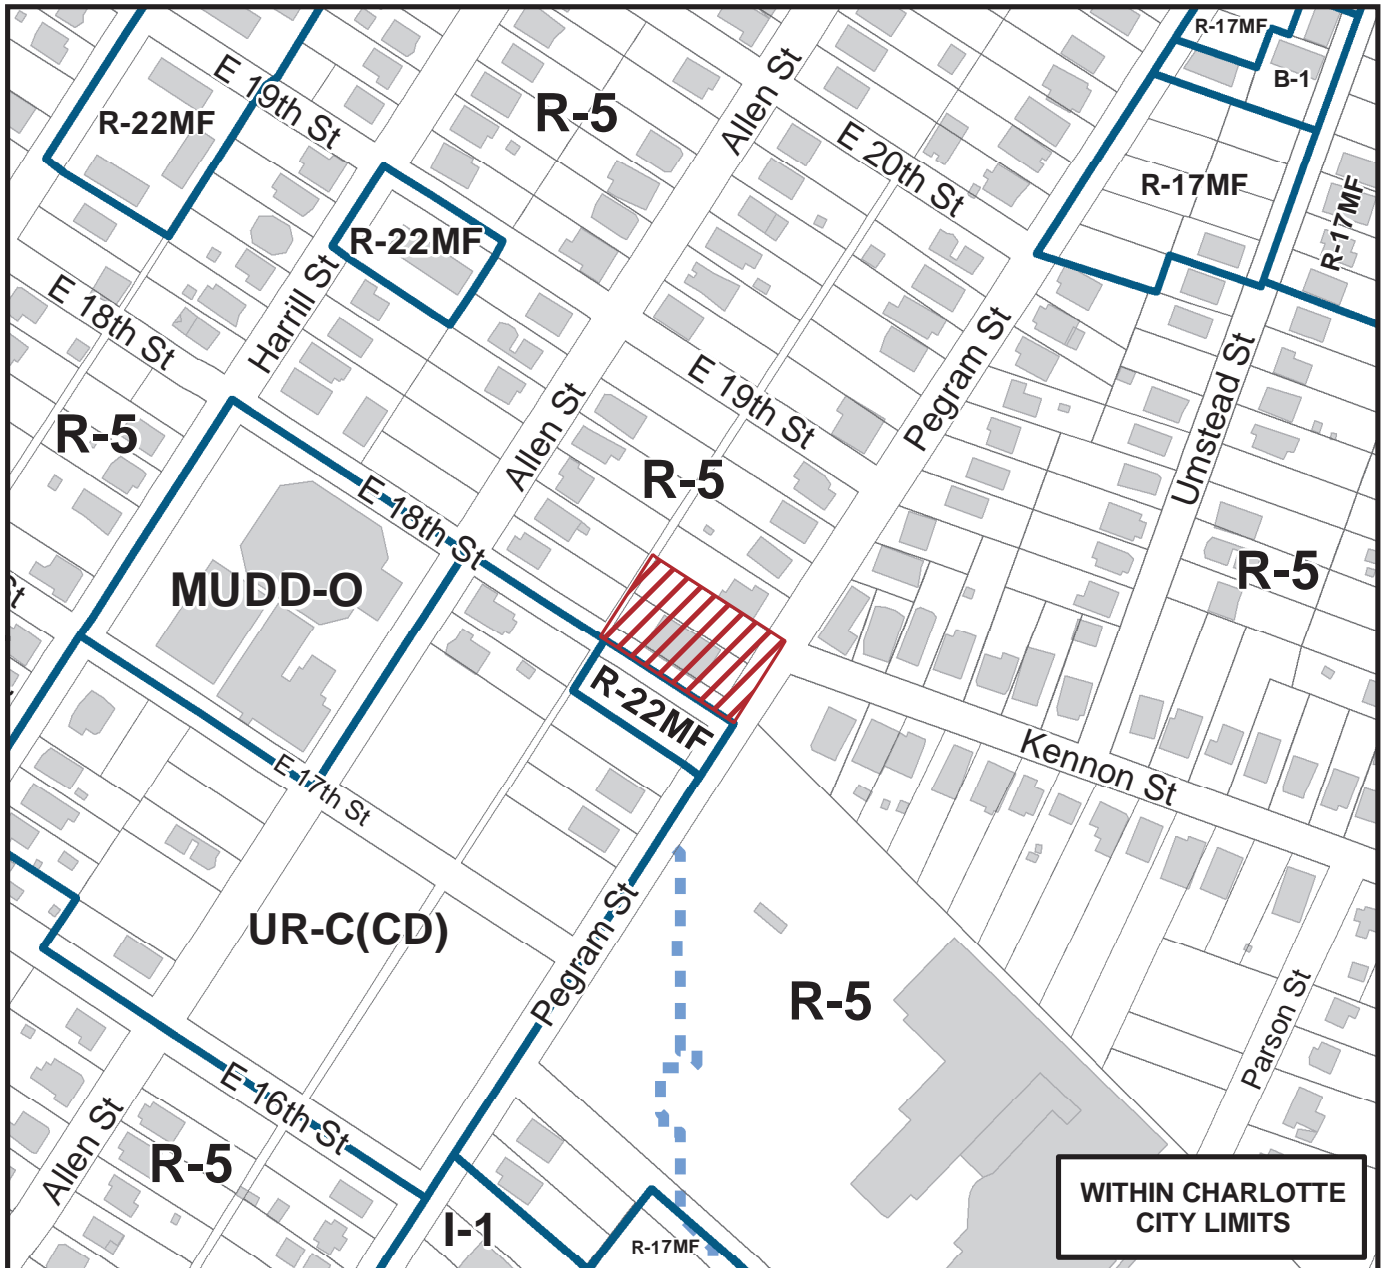 R-17MF
B-1
E 19th St
R-5
Allen St
R-22MF
E 20th St
R-17MF
R-17MF
R-22MF
Harrill St
E 18th St
Pegram St
Umstead St
E 19th St
Allen St
R-5
R-5
E 18th St
R-5
MUDD-O
St
R-22MF
Kennon St
E 17th St
UR-C(CD)
Pegram St
R-5
Parson St
E 16th St
Allen St
R-5
I-1
R-17MF
WITHIN CHARLOTTE
CITY LIMITS